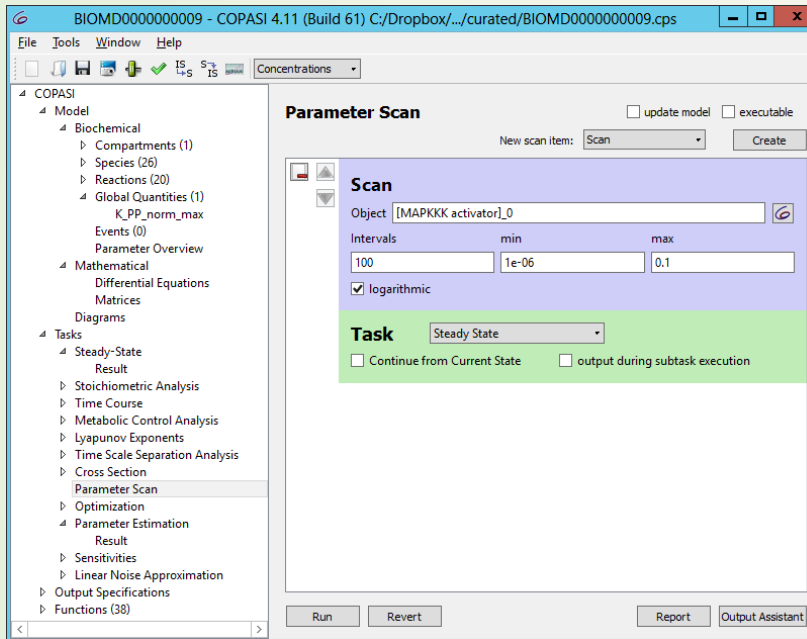 BIOMD0000000009 - COPASI 4.11 (Build 61) C:/Dropbox/.../curated/BIOMD0000000009.cps
File Tools Window Help
IS S Concentrations
S IS
COPASI
Model
Biochemical
Compartments (1)
Species (26)
Reactions (20)
Global Quantities (1)
K_PP_norm_max
Events (0)
Parameter Overview
Mathematical
Differential Equations
Matrices
Diagrams
Tasks
Steady-State
Result
Stoichiometric Analysis
Time Course
Metabolic Control Analysis
Lyapunov Exponents
Time Scale Separation Analysis
Cross Section
Parameter Scan
Optimization
Parameter Estimation
Result
Sensitivities
Linear Noise Approximation
Output Specifications
Functions (38)
Parameter Scan
update model executable
New scan item: Scan Create
Scan
Object [MAPKKK activator]_0
Intervals min max
100 1e-06 0.1
logarithmic
Task Steady State
Continue from Current State output during subtask execution
Run Revert Report Output Assistant